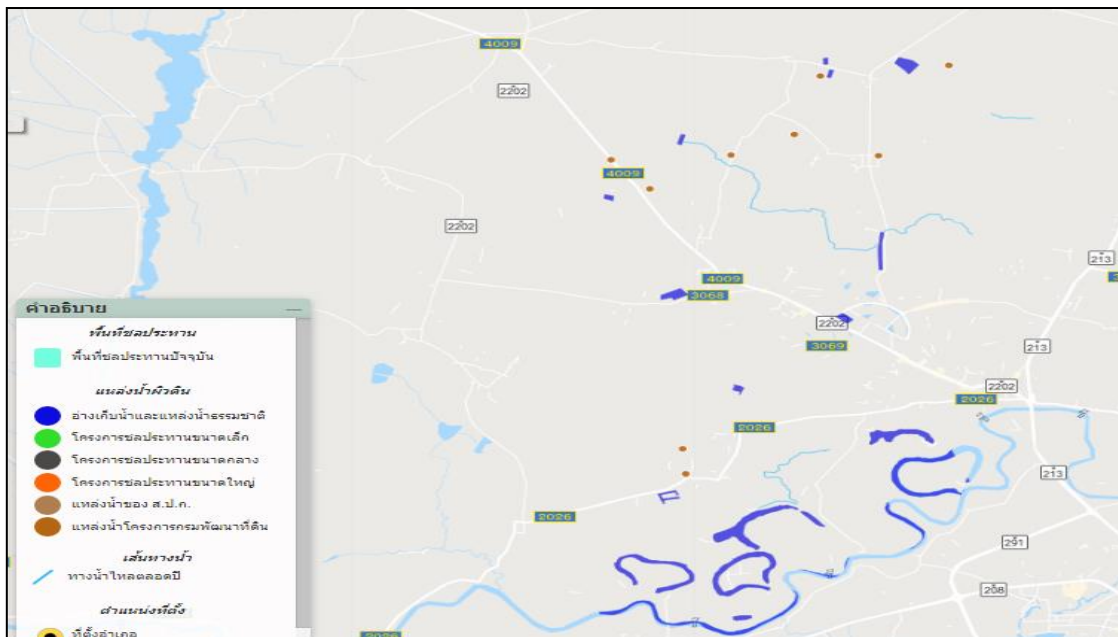 4009
2202
4009
2202
213
4009
3068
2202
3069
213
2202
2026
2026
213
2026
291
208
2026
คำอธิบาย
พื้นที่ชลประทาน
พื้นที่ชลประทานปัจจุบัน
แหล่งน้ำผิวดิน
อ่างเก็บน้ำและแหล่งน้ำธรรมชาติ
โครงการชลประทานขนาดเล็ก
โครงการชลประทานขนาดกลาง
โครงการชลประทานขนาดใหญ่
แหล่งน้ำของ ส.ป.ก.
แหล่งน้ำโครงการกรมพัฒนาที่ดิน
เส้นทางน้ำ
ทางน้ำไหลตลอดปี
ตำแหน่งที่ตั้ง
ที่ตั้งอำเภอ